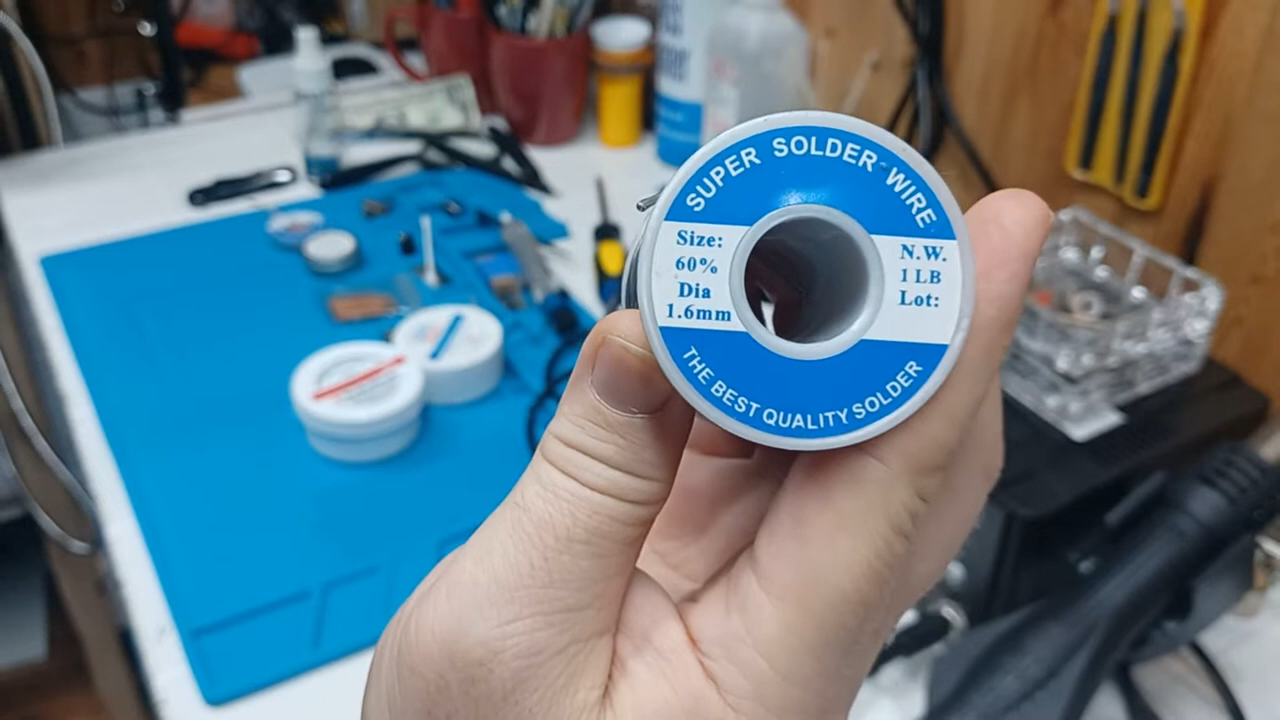 SUPER SOLDER WIRE
Size:
60%
Dia
1.6mm
N.W.
1 LB
Lot:
THE BEST QUALITY SOLDER